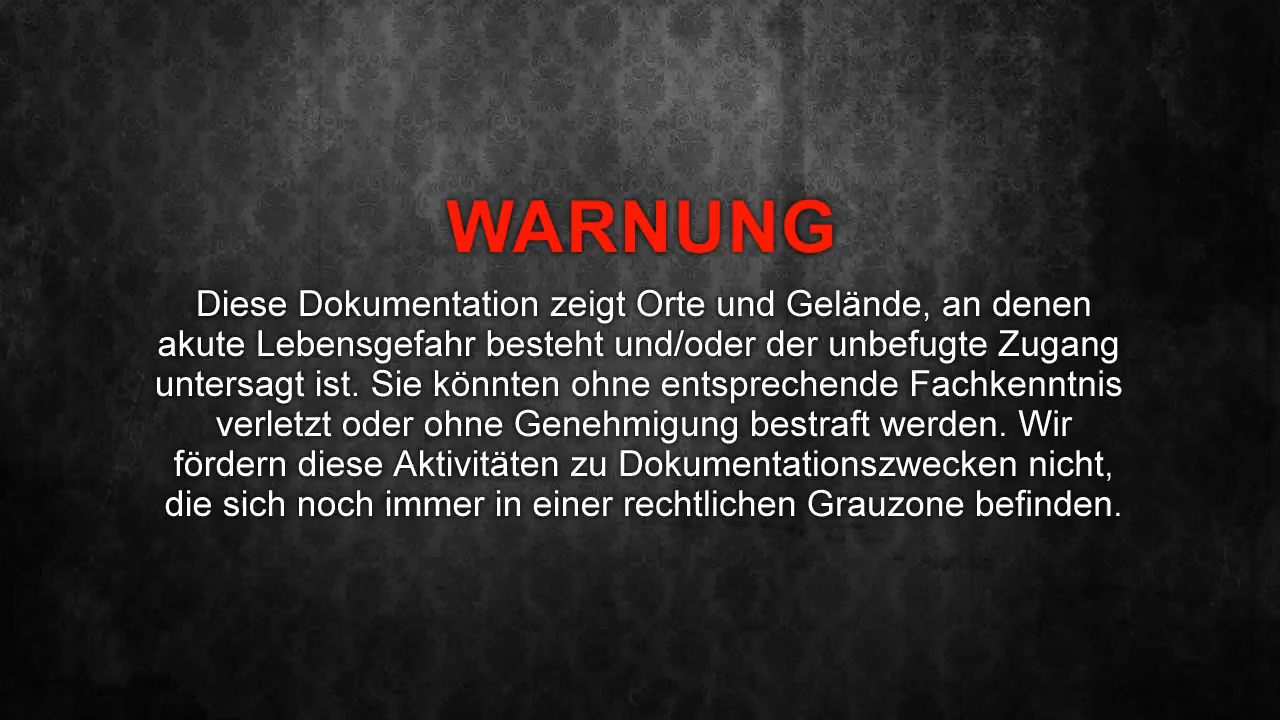 WARNUNG
Diese Dokumentation zeigt Orte und Gelände, an denen
akute Lebensgefahr besteht und/oder der unbefugte Zugang
untersagt ist. Sie könnten ohne entsprechende Fachkenntnis
verletzt oder ohne Genehmigung bestraft werden. Wir
fördern diese Aktivitäten zu Dokumentationszwecken nicht,
die sich noch immer in einer rechtlichen Grauzone befinden.